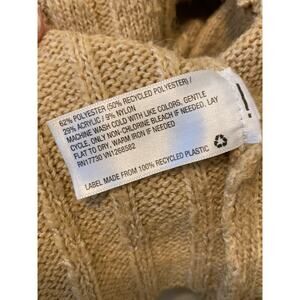 62% POLYESTER (50% RECYCLED POLYESTER) /
29% ACRYLIC / 9% NYLON
MACHINE WASH COLD WITH LIKE COLORS, GENTLE
CYCLE, ONLY NON-CHLORINE BLEACH IF NEEDED, LAY
FLAT TO DRY, WARM IRON IF NEEDED
RN17730 VN1268582
LABEL MADE FROM 100% RECYCLED PLASTIC